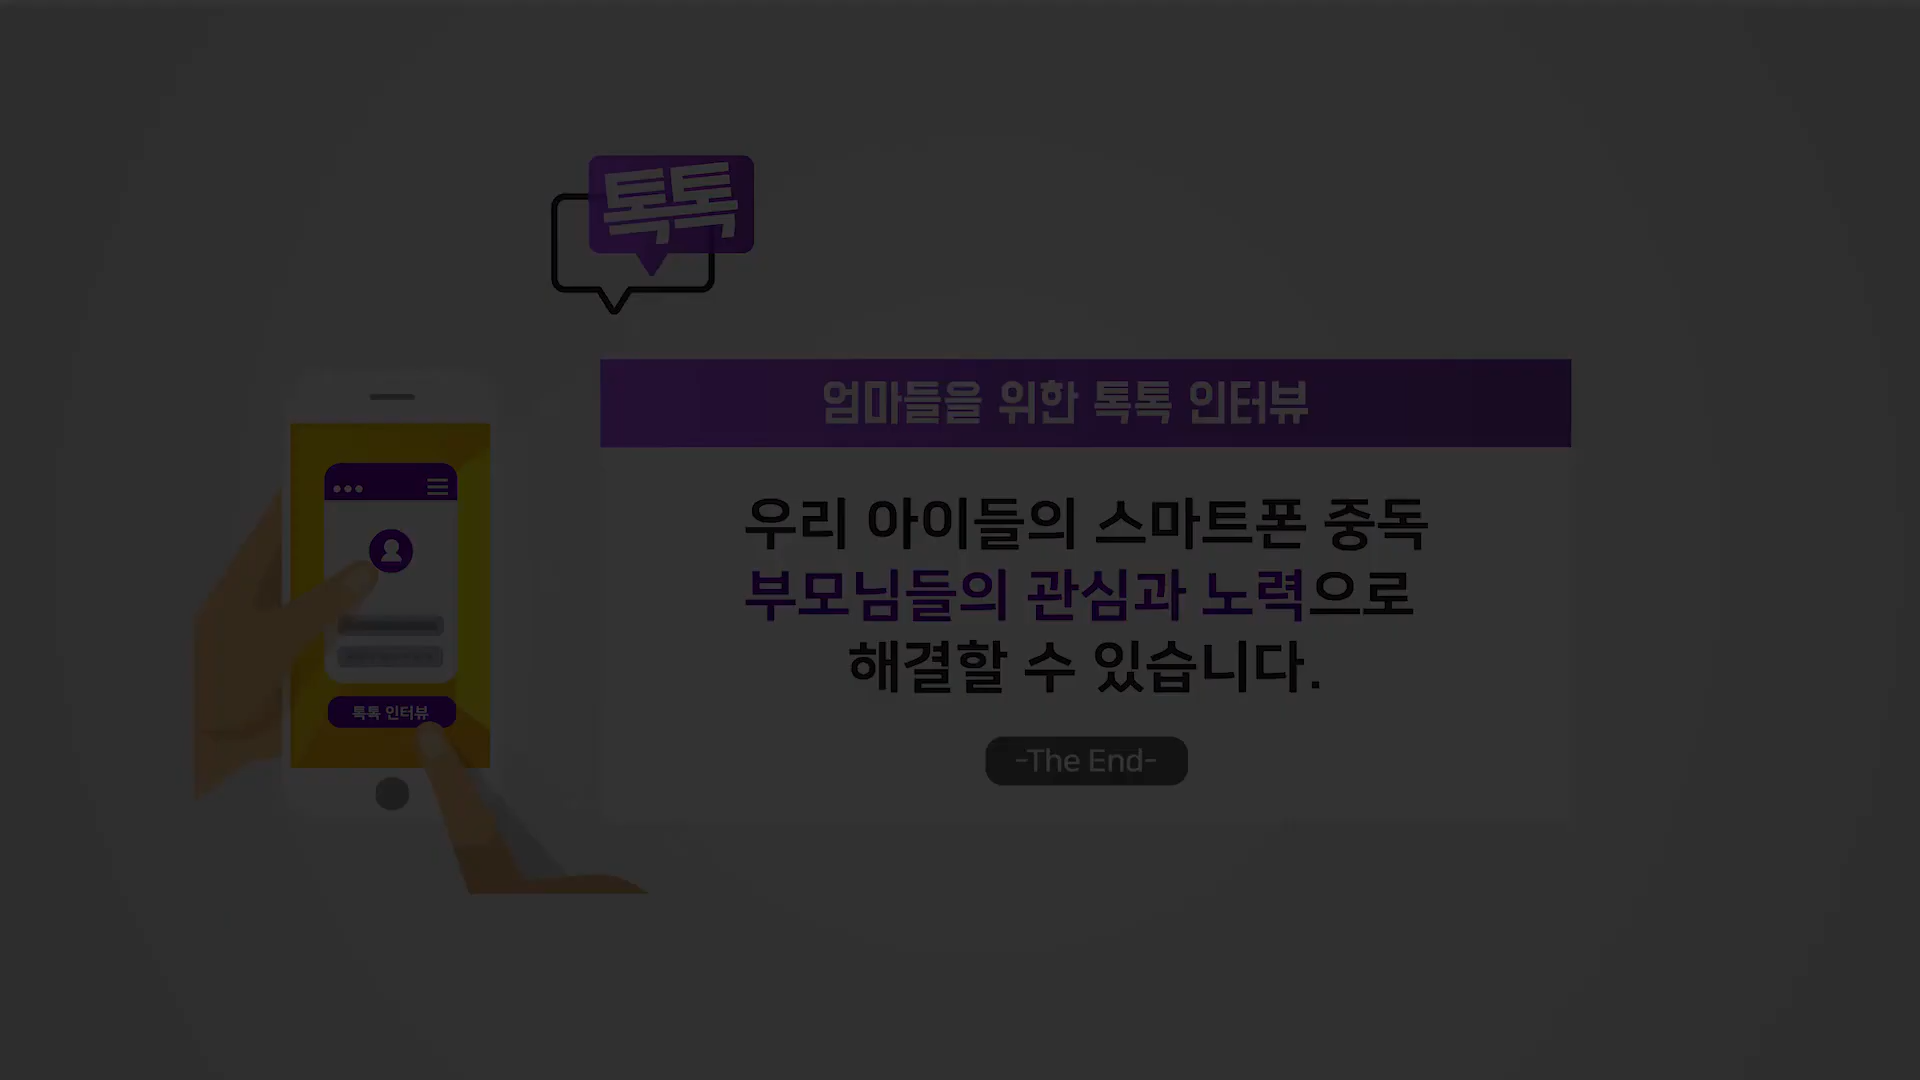 톡톡
엄마들을 위한 톡톡 인터뷰
우리 아이들의 스마트폰 중독
부모님들의 관심과 노력으로
해결할 수 있습니다.
톡톡 인터뷰
-The End-